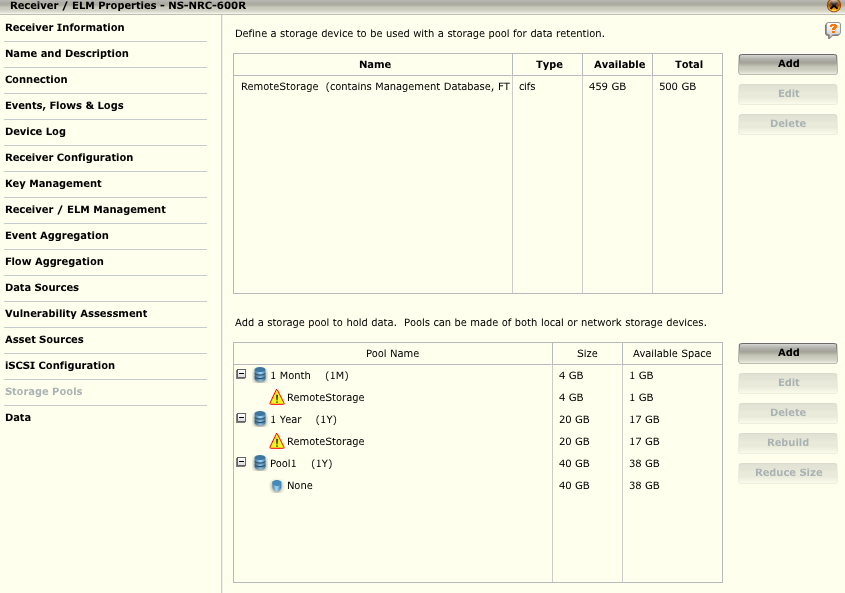 Receiver / ELM Properties - NS-NRC-600R
Receiver Information
Name and Description
Connection
Events, Flows & Logs
Device Log
Receiver Configuration
Key Management
Receiver / ELM Management
Event Aggregation
Flow Aggregation
Data Sources
Vulnerability Assessment
Asset Sources
iSCSI Configuration
Storage Pools
Data
Define a storage device to be used with a storage pool for data retention.
Name Type Available Total
RemoteStorage (contains Management Database, FT cifs 459 GB 500 GB
Add
Edit
Delete
Add a storage pool to hold data. Pools can be made of both local or network storage devices.
Pool Name Size Available Space
1 Month (1M) 4 GB 1 GB
RemoteStorage 4 GB 1 GB
1 Year (1Y) 20 GB 17 GB
RemoteStorage 20 GB 17 GB
Pool1 (1Y) 40 GB 38 GB
None 40 GB 38 GB
Add
Edit
Delete
Rebuild
Reduce Size